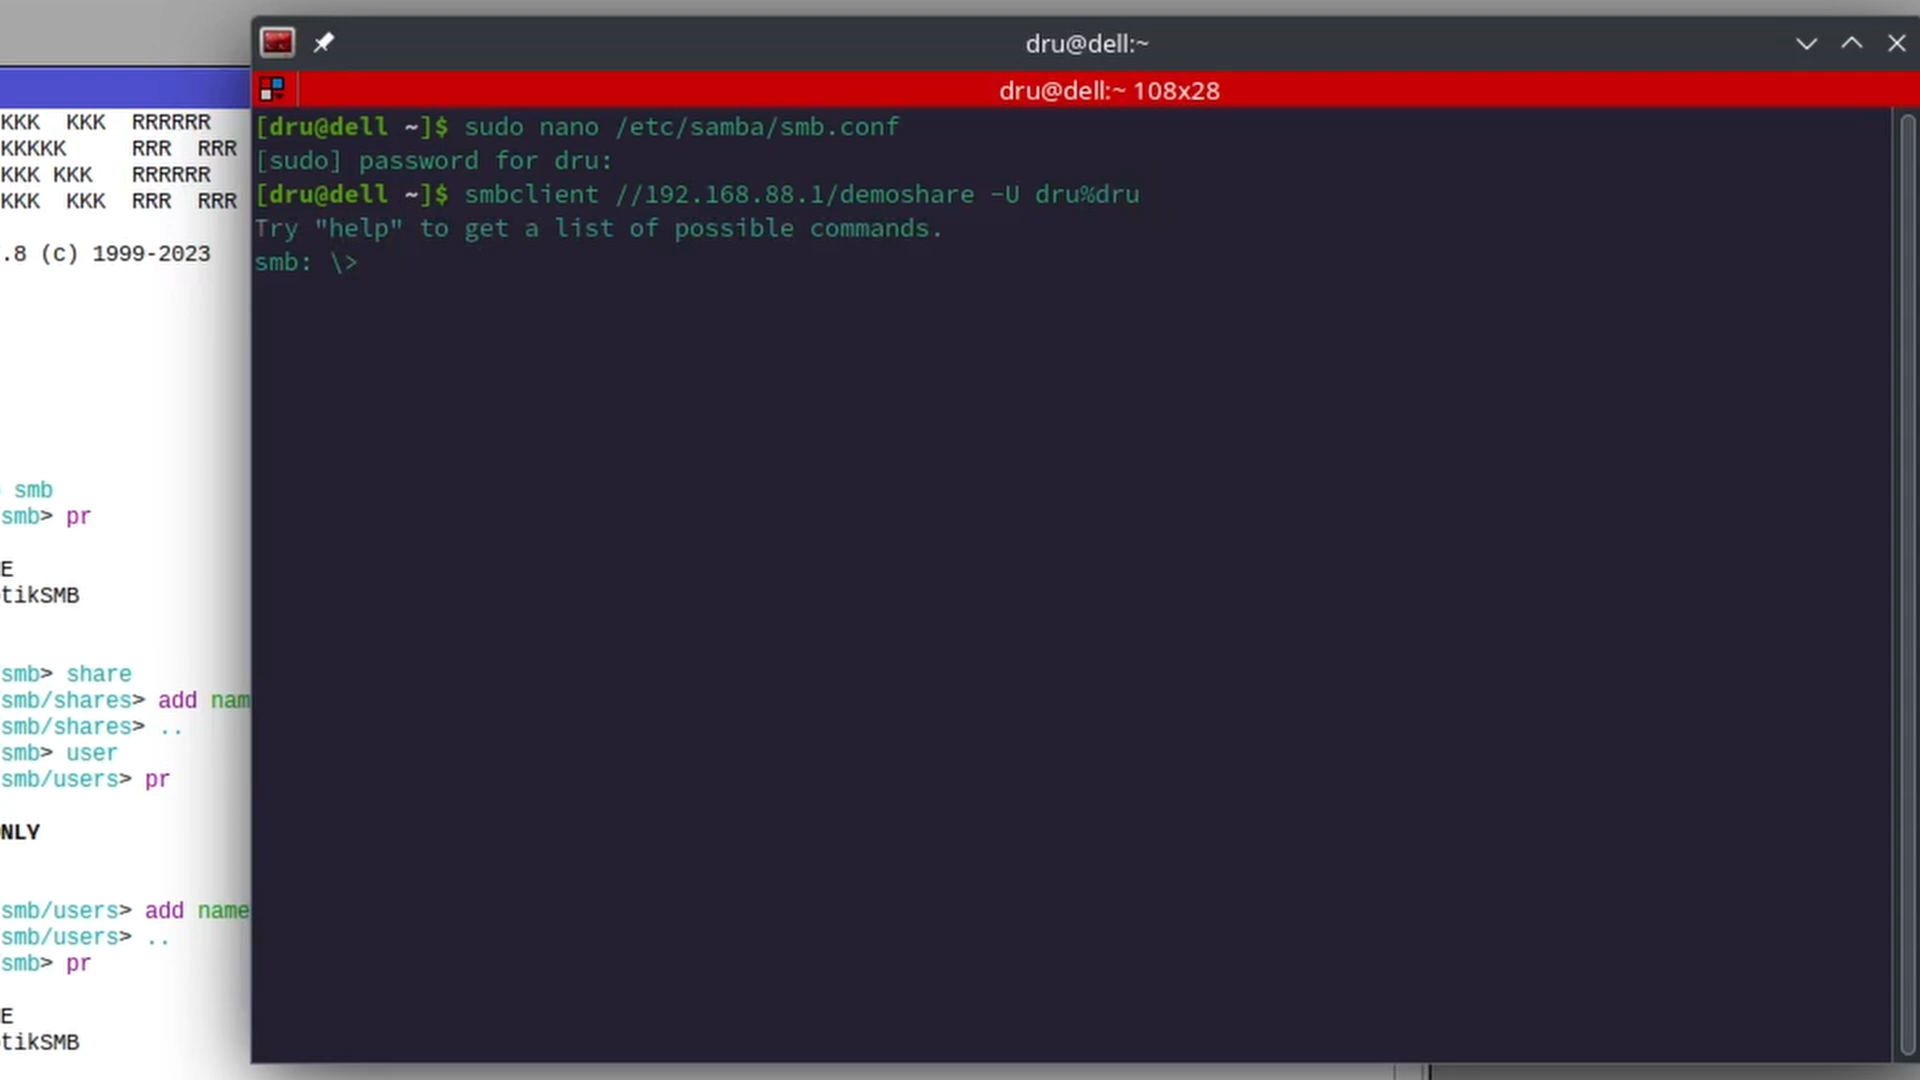 dru@dell:~
dru@dell:~ 108x28
[dru@dell ~]$ sudo nano /etc/samba/smb.conf
[sudo] password for dru:
[dru@dell ~]$ smbclient //192.168.88.1/demoshare -U dru%dru
Try "help" to get a list of possible commands.
smb: \>
KKK KKK RRRRRR
KKKKK RRR RRR
KKK KKK RRRRRR
KKK KKK RRR RRR
.8 (c) 1999-2023
smb
smb> pr
E
tikSMB
smb> share
smb/shares> add nam
smb/shares> ..
smb> user
smb/users> pr
NLY
smb/users> add name
smb/users> ..
smb> pr
E
tikSMB